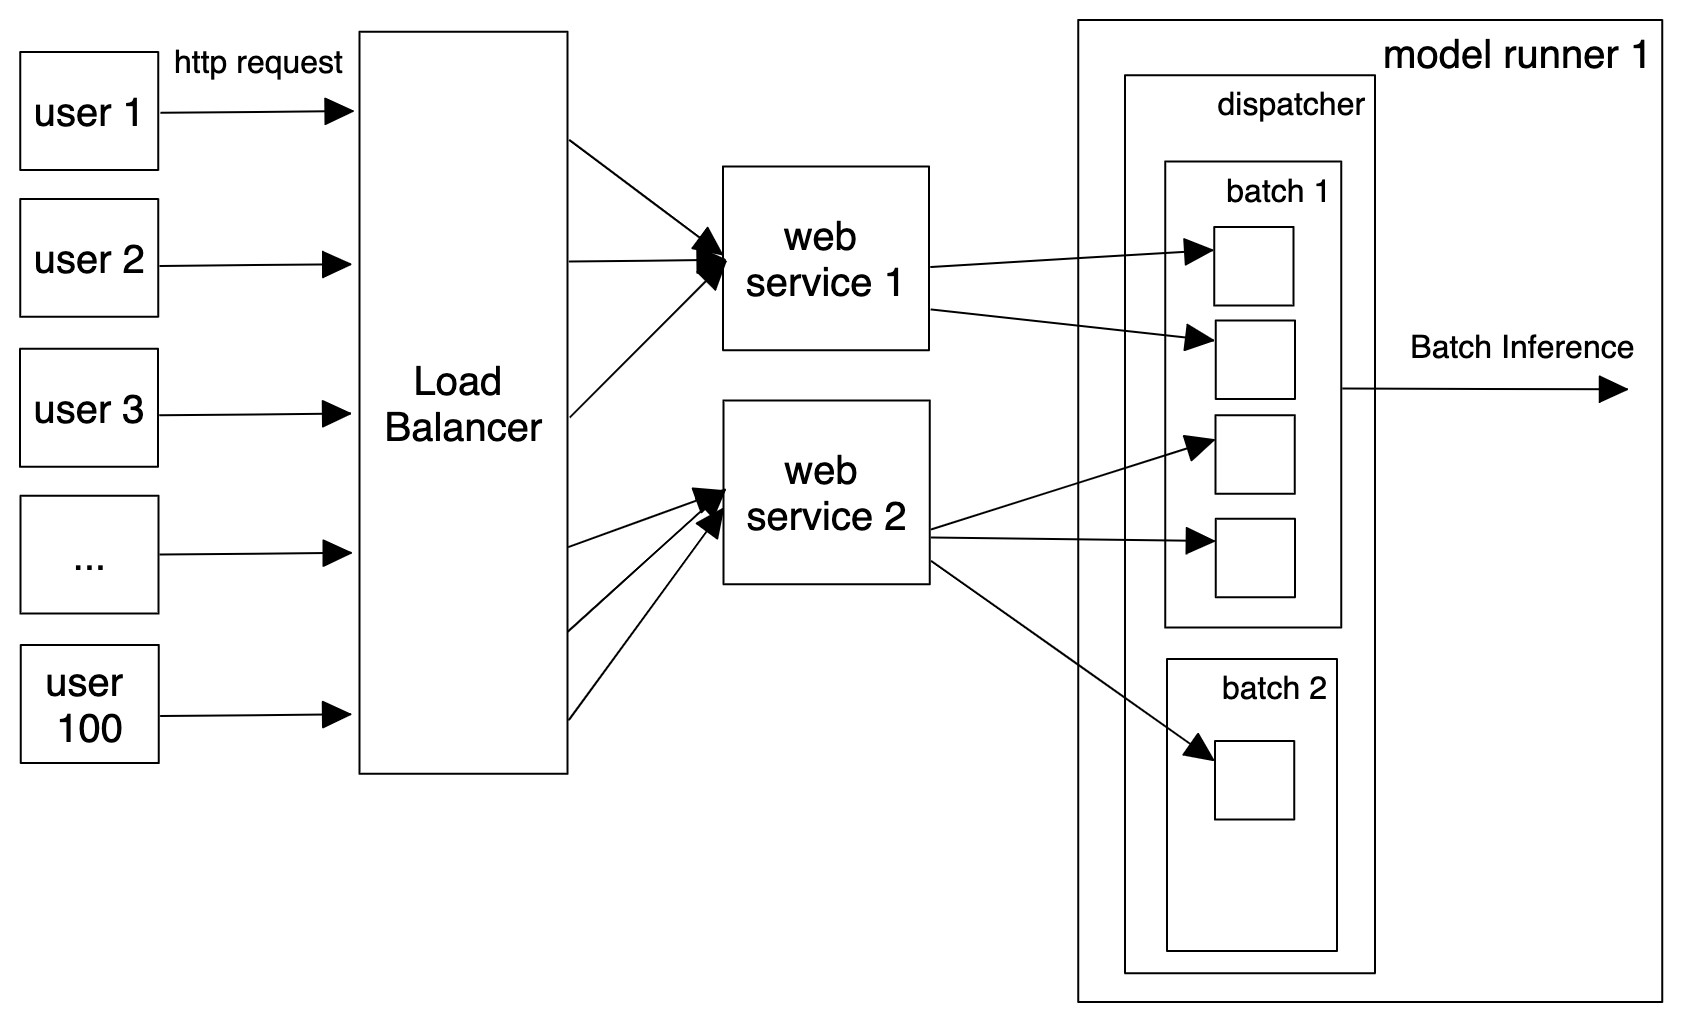 http request
user 1
user 2
user 3
...
user
100
Load
Balancer
web
service 1
web
service 2
model runner 1
dispatcher
batch 1
batch 2
Batch Inference